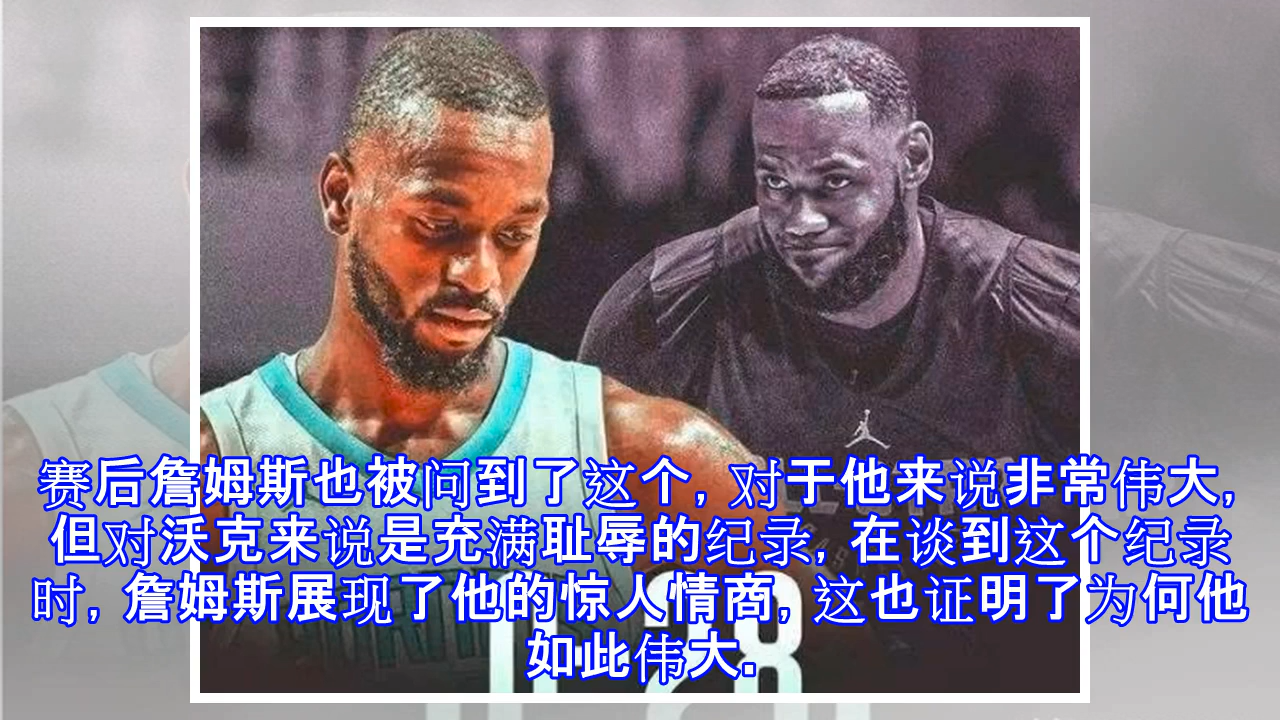 赛后詹姆斯也被问到了这个, 对于他来说非常伟大,
但对沃克来说是充满耻辱的纪录, 在谈到这个纪录
时, 詹姆斯展现了他的惊人情商, 这也证明了为何他
如此伟大.